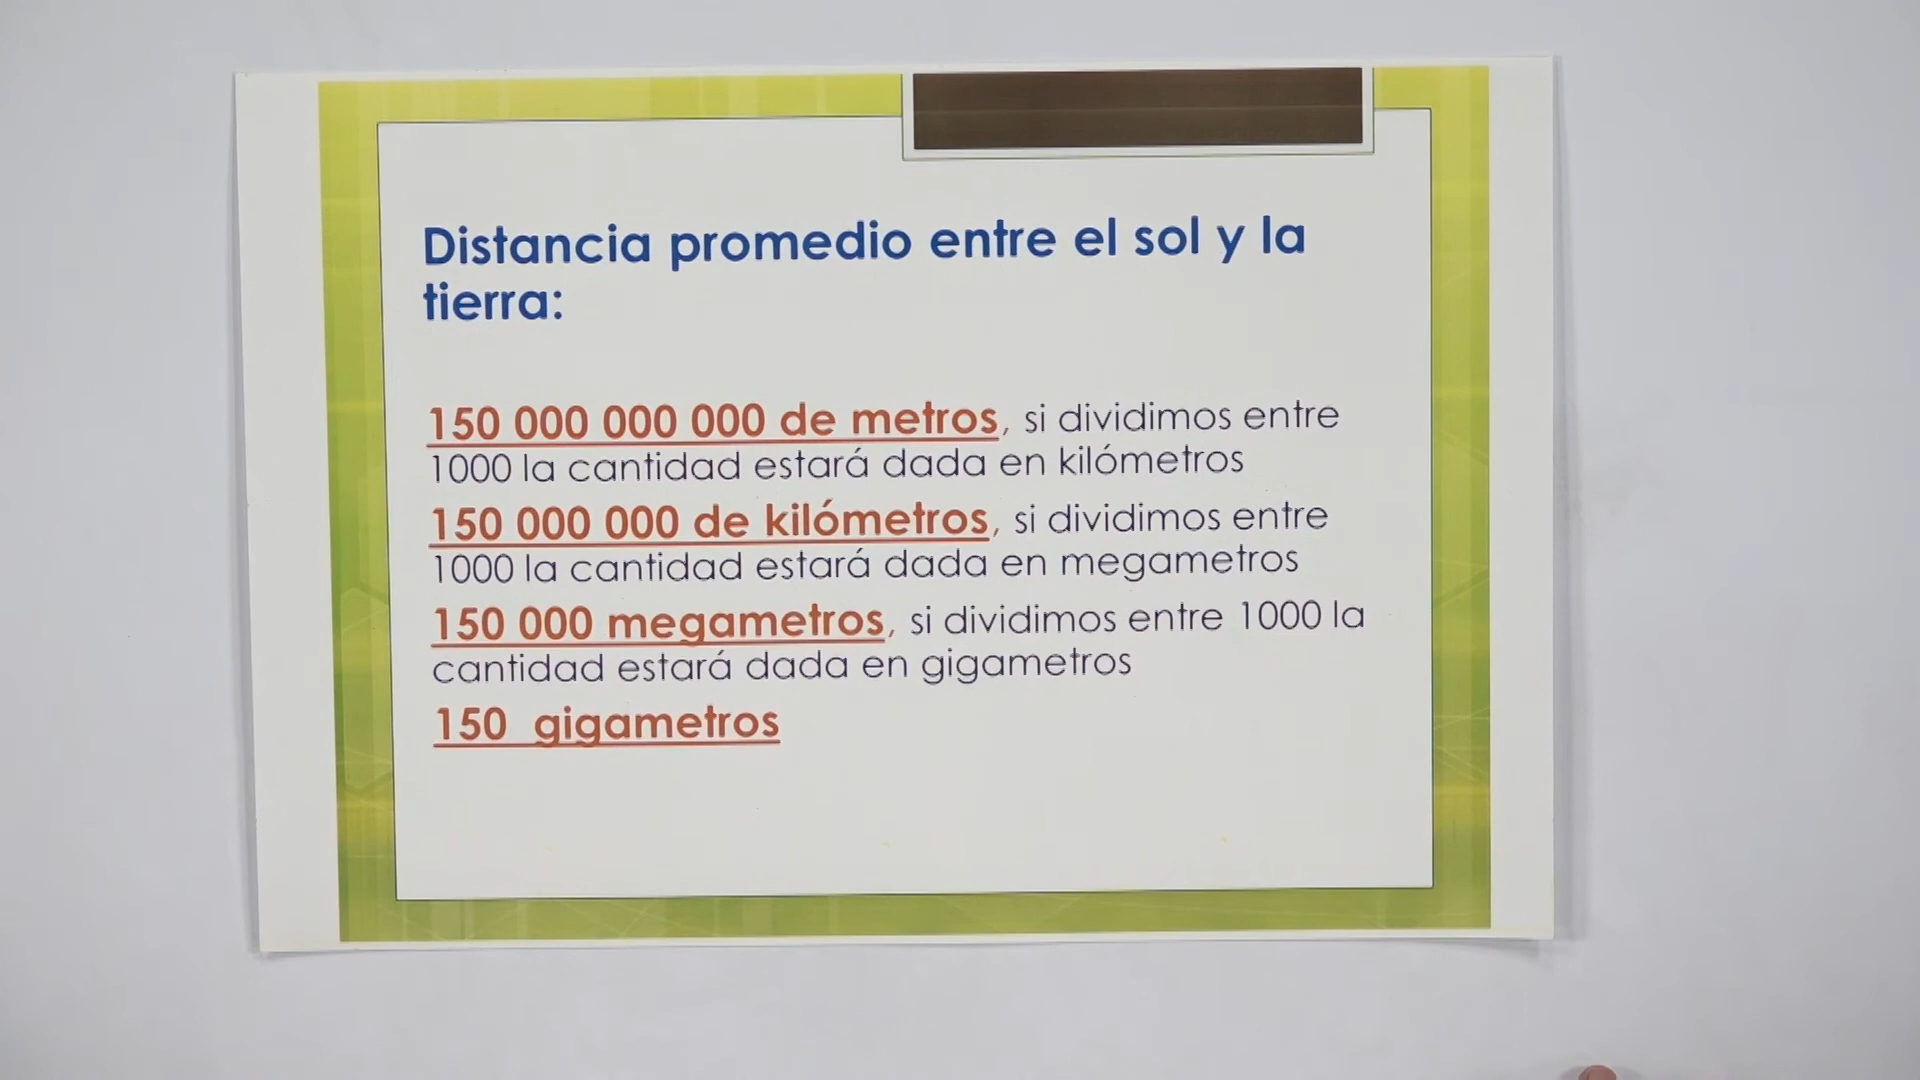 Distancia promedio entre el sol y la
tierra:
150 000 000 000 de metros, si dividimos entre
1000 la cantidad estará dada en kilómetros
150 000 000 de kilómetros, si dividimos entre
1000 la cantidad estará dada en megametros
150 000 megametros, si dividimos entre 1000 la
cantidad estará dada en gigametros
150 gigametros